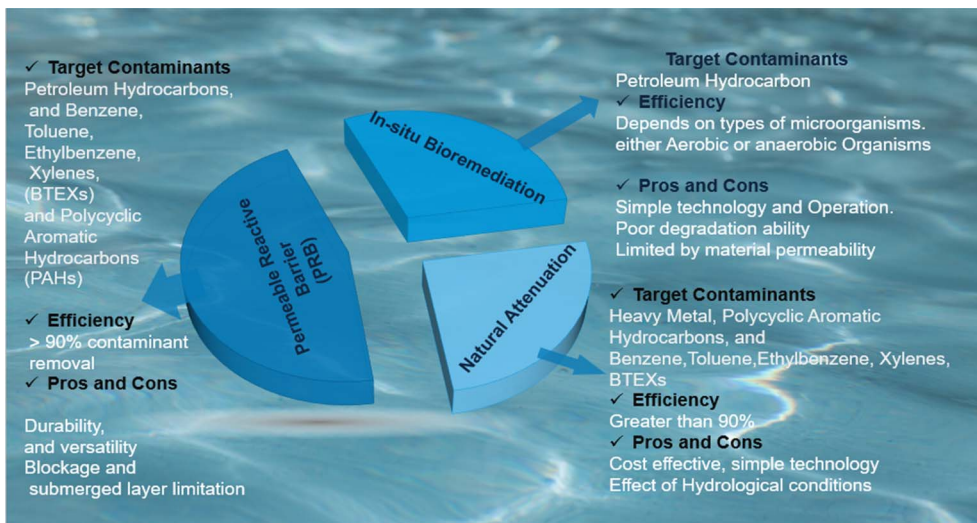 ✓ Target Contaminants
Petroleum Hydrocarbons,
and Benzene,
Toluene,
Ethylbenzene,
Xylenes,
(BTEXs)
and Polycyclic
Aromatic
Hydrocarbons
(PAHs)
✓ Efficiency
> 90% contaminant
removal
✓ Pros and Cons
Durability,
and versatility
Blockage and
submerged layer limitation
Permeable Reactive
Barrier
(PRB)
In-situ Bioremediation
Natural Attenuation
Target Contaminants
Petroleum Hydrocarbon
✓ Efficiency
Depends on types of microorganisms.
either Aerobic or anaerobic Organisms
✓ Pros and Cons
Simple technology and Operation.
Poor degradation ability
Limited by material permeability
✓ Target Contaminants
Heavy Metal, Polycyclic Aromatic
Hydrocarbons, and
Benzene,Toluene,Ethylbenzene, Xylenes,
BTEXs
✓ Efficiency
Greater than 90%
✓ Pros and Cons
Cost effective, simple technology
Effect of Hydrological conditions